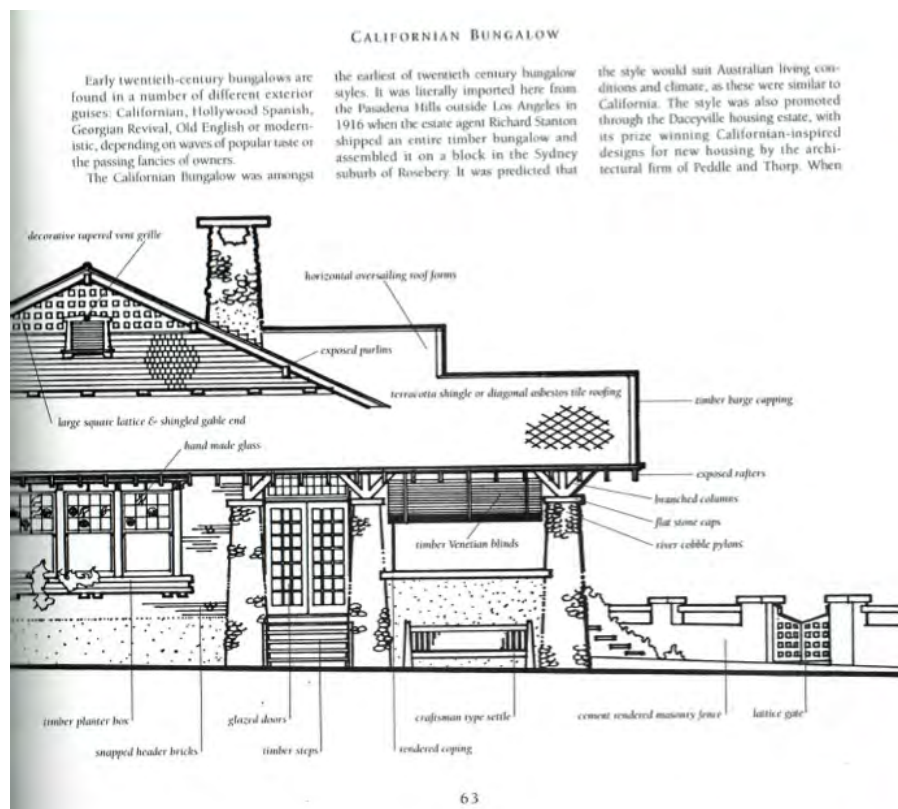 CALIFORNIAN BUNGALOW
Early twentieth-century bungalows are
found in a number of different exterior
guises: Californian, Hollywood Spanish,
Georgian Revival, Old English or modern-
istic, depending on waves of popular taste or
the passing fancies of owners.
The Californian Bungalow was amongst
the earliest of twentieth century bungalow
styles. It was literally imported here from
the Pasadena Hills outside Los Angeles in
1916 when the estate agent Richard Stanton
shipped an entire timber bungalow and
assembled it on a block in the Sydney
suburb of Rosebery. It was predicted that
the style would suit Australian living con-
ditions and climate, as these were similar to
California. The style was also promoted
through the Daceyville housing estate, with
its prize winning Californian-inspired
designs for new housing by the archi-
tectural firm of Peddle and Thorp. When
decorative tapered vent grille
horizontal oversailing roof forms
exposed purlins
terracotta shingle or diagonal asbestos tile roofing
timber barge capping
large square lattice & shingled gable end
hand made glass
exposed rafters
branched columns
flat stone caps
timber Venetian blinds
river cobble pylons
timber planter box
glazed doors
craftsman type settle
cement rendered masonry fence
lattice gate
snapped header bricks
timber steps
rendered coping
63